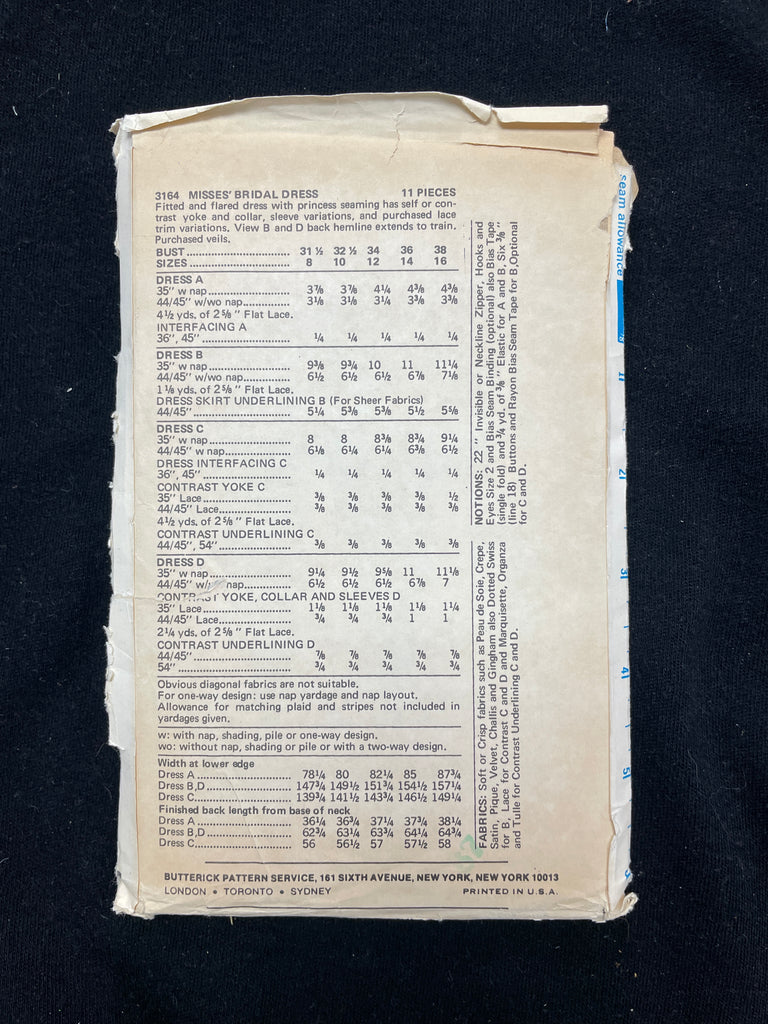 3164 MISSES' BRIDAL DRESS 11 PIECES
Fitted and flared dress with princess seaming has self or con-
trast yoke and collar, sleeve variations, and purchased lace
trim variations. View B and D back hemline extends to train.
Purchased veils.
BUST 31 ½ 32 ½ 34 36 38
SIZES 8 10 12 14 16
DRESS A
35" w nap 3⅞ 3⅞ 4¼ 4⅜ 4⅜
44/45" w/wo nap 3⅛ 3⅛ 3¼ 3⅜ 3⅜
4½ yds. of 2⅝" Flat Lace.
INTERFACING A
36", 45" ¼ ¼ ¼ ¼ ¼
DRESS B
35" w nap 9⅜ 9¾ 10 11 11¼
44/45" w/wo nap 6½ 6½ 6½ 6⅞ 7⅛
1⅛ yds. of 2⅝" Flat Lace.
DRESS SKIRT UNDERLINING B (For Sheer Fabrics)
44/45" 5¼ 5⅜ 5⅜ 5½ 5⅝
DRESS C
35" w nap 8 8 8⅜ 8¾ 9¼
44/45" w nap 6⅛ 6¼ 6¼ 6⅜ 6½
DRESS INTERFACING C
36", 45" ¼ ¼ ¼ ¼ ¼
CONTRAST YOKE C
35" Lace ⅜ ⅜ ⅜ ⅜ ½
44/45" Lace ⅜ ⅜ ⅜ ⅜ ⅜
4½ yds. of 2⅝" Flat Lace.
CONTRAST UNDERLINING C
44/45", 54" ⅜ ⅜ ⅜ ⅜ ⅜
DRESS D
35" w nap 9¼ 9½ 9⅝ 11 11⅛
44/45" w/ nap 6½ 6½ 6½ 6⅞ 7
CONTRAST YOKE, COLLAR AND SLEEVES D
35" Lace 1⅛ 1⅛ 1⅛ 1⅛ 1¼
44/45" Lace ¾ ¾ ¾ 1 1
2¼ yds. of 2⅝" Flat Lace.
CONTRAST UNDERLINING D
44/45" ⅞ ⅞ ⅞ ⅞ ⅞
54" ¾ ¾ ¾ ¾ ¾
Obvious diagonal fabrics are not suitable.
For one-way design: use nap yardage and nap layout.
Allowance for matching plaid and stripes not included in
yardages given.
w: with nap, shading, pile or one-way design.
wo: without nap, shading or pile or with a two-way design.
Width at lower edge
Dress A 78¼ 80 82¼ 85 87¾
Dress B,D 147¾ 149½ 151¾ 154½ 157¼
Dress C 139¾ 141½ 143¾ 146½ 149¼
Finished back length from base of neck
Dress A 36¼ 36¾ 37¼ 37¾ 38¼
Dress B,D 62¾ 63¼ 63¾ 64¼ 64¾
Dress C 56 56½ 57 57½ 58
NOTIONS: 22 " Invisible or Neckline Zipper, Hooks and
Eyes Size 2 and Bias Seam Binding (optional) also Bias Tape
(single fold) and ¾ yd. of ⅜" Elastic for A and B, Six ⅜"
(line 18) Buttons and Rayon Bias Seam Tape for B,Optional
for C and D.
FABRICS: Soft or Crisp fabrics such as Peau de Soie, Crepe,
Satin, Pique, Velvet, Challis and Gingham also Dotted Swiss
for B, Lace for Contrast C and D and Marquisette, Organza
and Tulle for Contrast Underlining C and D.
BUTTERICK PATTERN SERVICE, 161 SIXTH AVENUE, NEW YORK, NEW YORK 10013
LONDON • TORONTO • SYDNEY PRINTED IN U.S.A.
seam allowance